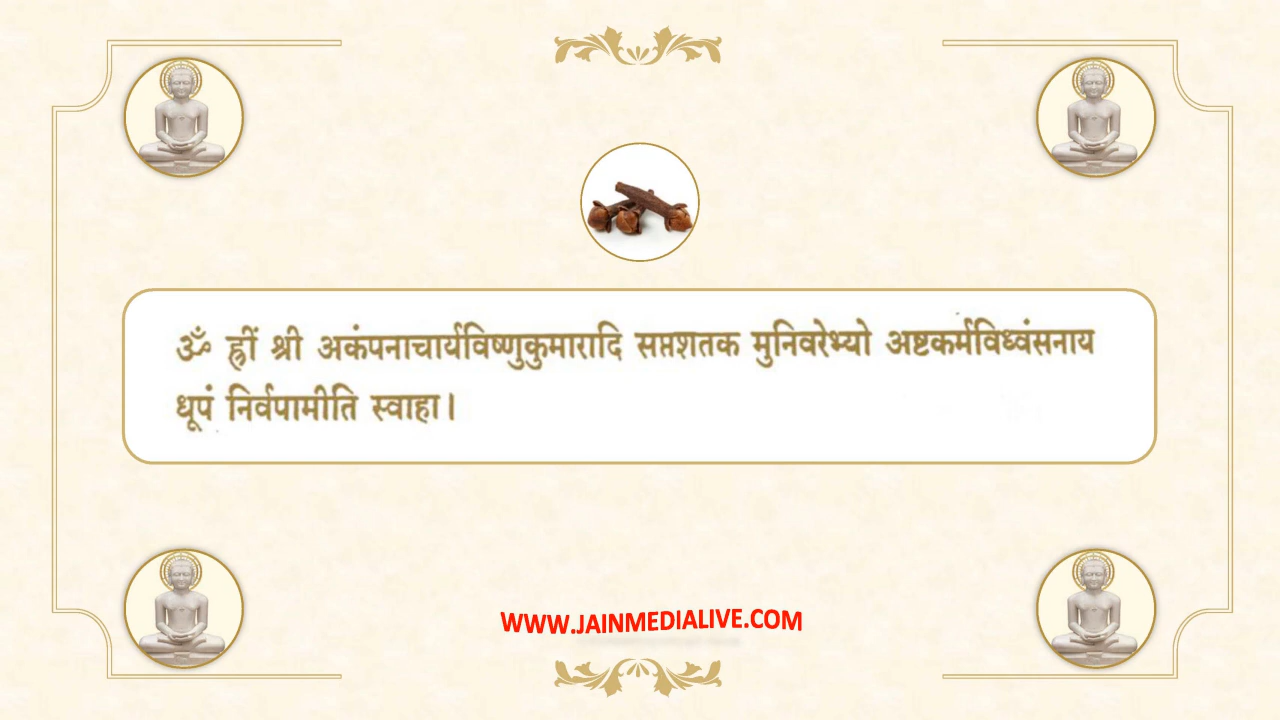 ॐ ह्रीं श्री अकंपनाचार्यविष्णुकुमारादि सप्तशतक मुनिवरेभ्यो अष्टकर्मविध्वंसनाय
धूपं निर्वपामीति स्वाहा।
WWW.JAINMEDIALIVE.COM